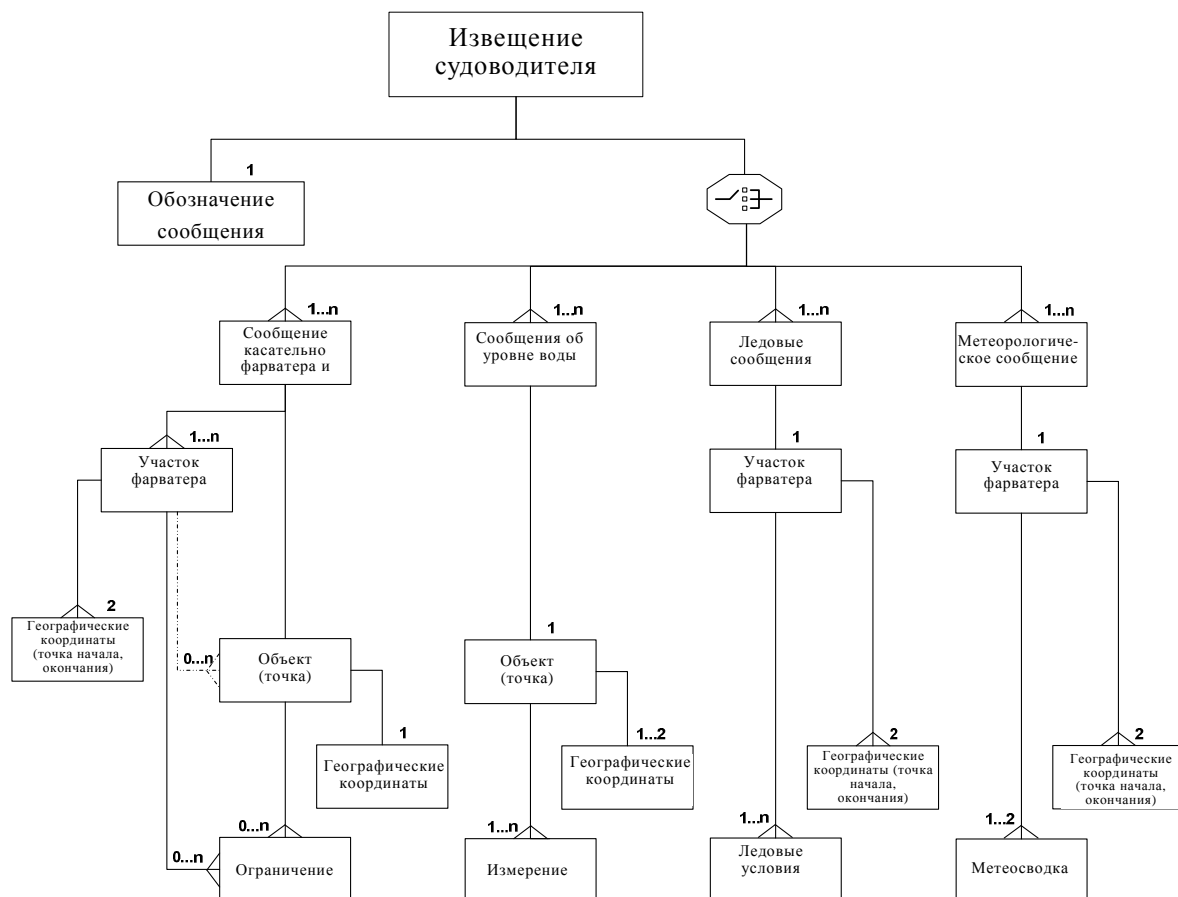 Извещение
судоводителя
1
Обозначение
сообщения
1...n
1...n
1...n
1...n
Сообщение
касательно
фарватера и
Сообщения об
уровне воды
Ледовые
сообщения
Метеорологиче-
ское сообщение
1...n
1
1
Участок
фарватера
Участок
фарватера
Участок
фарватера
2
Географические
координаты
(точка начала,
окончания)
0...n
Объект
(точка)
1
Объект
(точка)
1
Географические
координаты
1...2
Географические
координаты
2
Географические
координаты (точка
начала,
окончания)
2
Географические
координаты
(точка начала,
окончания)
0...n
0...n
Ограничение
1...n
Измерение
1...n
Ледовые
условия
1...2
Метеосводка